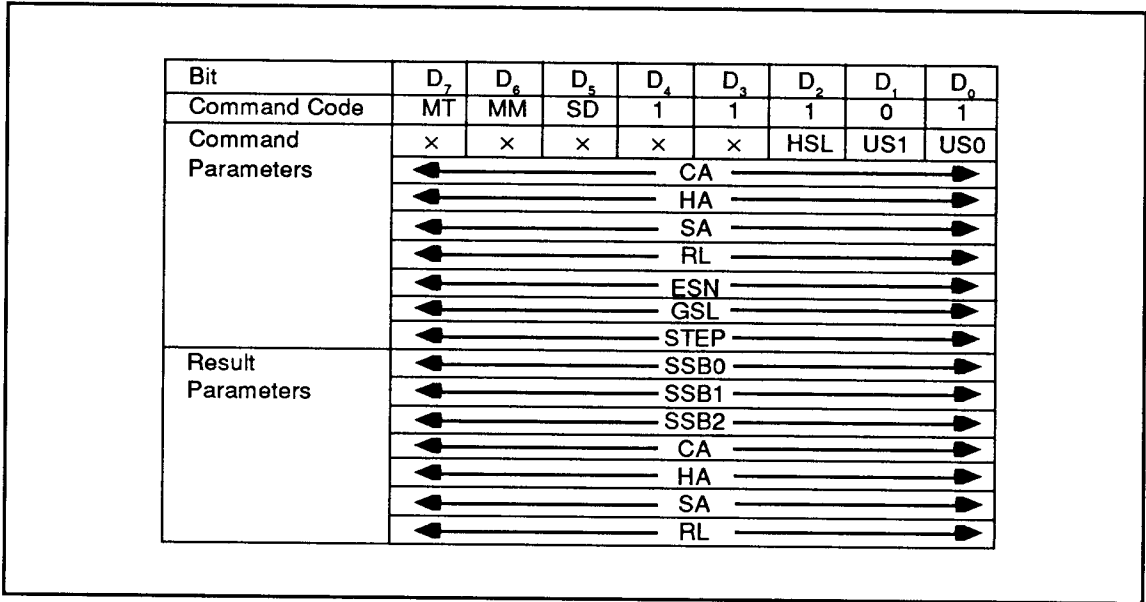 Bit D₇ D₆ D₅ D₄ D₃ D₂ D₁ D₀
Command Code MT MM SD 1 1 1 0 1
Command × × × × × HSL US1 US0
Parameters CA
HA
SA
RL
ESN
GSL
STEP
Result SSB0
Parameters SSB1
SSB2
CA
HA
SA
RL